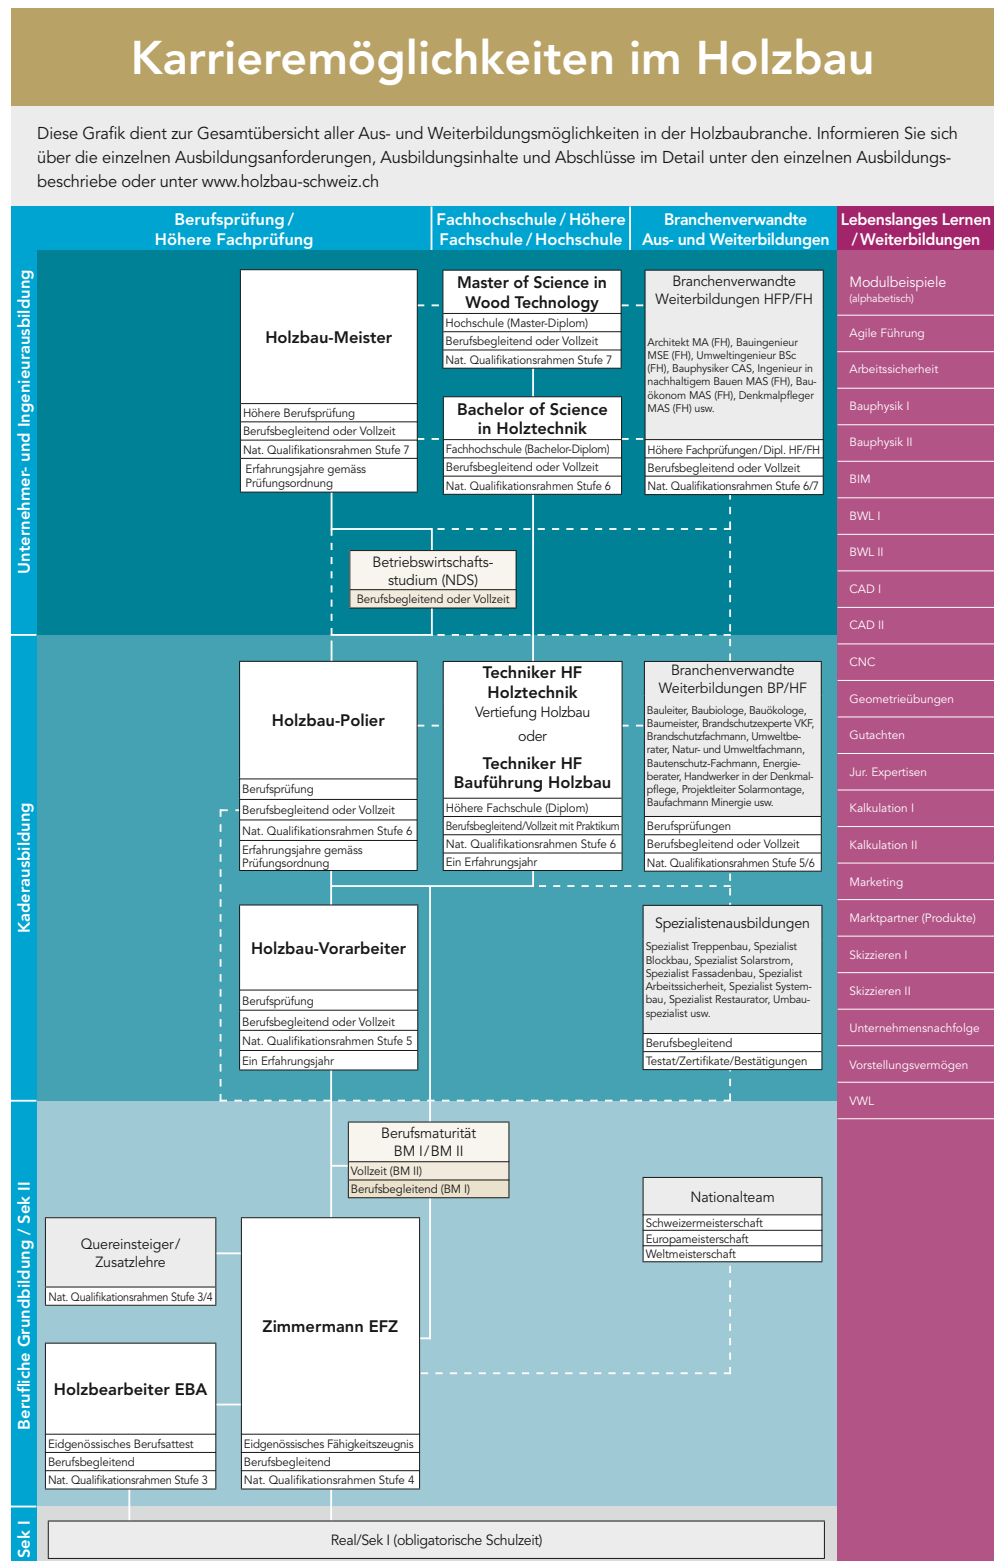 Karrieremöglichkeiten im Holzbau
Diese Grafik dient zur Gesamtübersicht aller Aus- und Weiterbildungsmöglichkeiten in der Holzbaubranche. Informieren Sie sich
über die einzelnen Ausbildungsanforderungen, Ausbildungsinhalte und Abschlüsse im Detail unter den einzelnen Ausbildungs-
beschriebe oder unter www.holzbau-schweiz.ch
Berufsprüfung /
Höhere Fachprüfung
Fachhochschule / Höhere
Fachschule / Hochschule
Branchenverwandte
Aus- und Weiterbildungen
Lebenslanges Lernen
/ Weiterbildungen
Unternehmer- und Ingenieurausbildung
Holzbau-Meister
Höhere Berufsprüfung
Berufsbegleitend oder Vollzeit
Nat. Qualifikationsrahmen Stufe 7
Erfahrungsjahre gemäss
Prüfungsordnung
Master of Science in
Wood Technology
Hochschule (Master-Diplom)
Berufsbegleitend oder Vollzeit
Nat. Qualifikationsrahmen Stufe 7
Bachelor of Science
in Holztechnik
Fachhochschule (Bachelor-Diplom)
Berufsbegleitend oder Vollzeit
Nat. Qualifikationsrahmen Stufe 6
Branchenverwandte
Weiterbildungen HFP/FH
Architekt MA (FH), Bauingenieur
MSE (FH), Umweltingenieur BSc
(FH), Bauphysiker CAS, Ingenieur in
nachhaltigem Bauen MAS (FH), Bau-
ökonom MAS (FH), Denkmalpfleger
MAS (FH) usw.
Höhere Fachprüfungen/Dipl. HF/FH
Berufsbegleitend oder Vollzeit
Nat. Qualifikationsrahmen Stufe 6/7
Betriebswirtschafts-
studium (NDS)
Berufsbegleitend oder Vollzeit
Kaderausbildung
Holzbau-Polier
Berufsprüfung
Berufsbegleitend oder Vollzeit
Nat. Qualifikationsrahmen Stufe 6
Erfahrungsjahre gemäss
Prüfungsordnung
Techniker HF
Holztechnik
Vertiefung Holzbau
oder
Techniker HF
Bauführung Holzbau
Höhere Fachschule (Diplom)
Berufsbegleitend/Vollzeit mit Praktikum
Nat. Qualifikationsrahmen Stufe 6
Ein Erfahrungsjahr
Branchenverwandte
Weiterbildungen BP/HF
Bauleiter, Baubiologe, Bauökologe,
Baumeister, Brandschutzexperte VKF,
Brandschutzfachmann, Umweltbe-
rater, Natur- und Umweltfachmann,
Bautenschutz-Fachmann, Energie-
berater, Handwerker in der Denkmal-
pflege, Projektleiter Solarmontage,
Baufachmann Minergie usw.
Berufsprüfungen
Berufsbegleitend oder Vollzeit
Nat. Qualifikationsrahmen Stufe 5/6
Holzbau-Vorarbeiter
Berufsprüfung
Berufsbegleitend oder Vollzeit
Nat. Qualifikationsrahmen Stufe 5
Ein Erfahrungsjahr
Spezialistenausbildungen
Spezialist Treppenbau, Spezialist
Blockbau, Spezialist Solarstrom,
Spezialist Fassadenbau, Spezialist
Arbeitssicherheit, Spezialist System-
bau, Spezialist Restaurator, Umbau-
spezialist usw.
Berufsbegleitend
Testat/Zertifikate/Bestätigungen
Berufliche Grundbildung / Sek II
Berufsmaturität
BM I/BM II
Vollzeit (BM II)
Berufsbegleitend (BM I)
Nationalteam
Schweizermeisterschaft
Europameisterschaft
Weltmeisterschaft
Quereinsteiger/
Zusatzlehre
Nat. Qualifikationsrahmen Stufe 3/4
Zimmermann EFZ
Eidgenössisches Fähigkeitszeugnis
Berufsbegleitend
Nat. Qualifikationsrahmen Stufe 4
Holzbearbeiter EBA
Eidgenössisches Berufsattest
Berufsbegleitend
Nat. Qualifikationsrahmen Stufe 3
Sek I
Real/Sek I (obligatorische Schulzeit)
Modulbeispiele
(alphabetisch)
Agile Führung
Arbeitssicherheit
Bauphysik I
Bauphysik II
BIM
BWL I
BWL II
CAD I
CAD II
CNC
Geometrieübungen
Gutachten
Jur. Expertisen
Kalkulation I
Kalkulation II
Marketing
Marktpartner (Produkte)
Skizzieren I
Skizzieren II
Unternehmensnachfolge
Vorstellungsvermögen
VWL